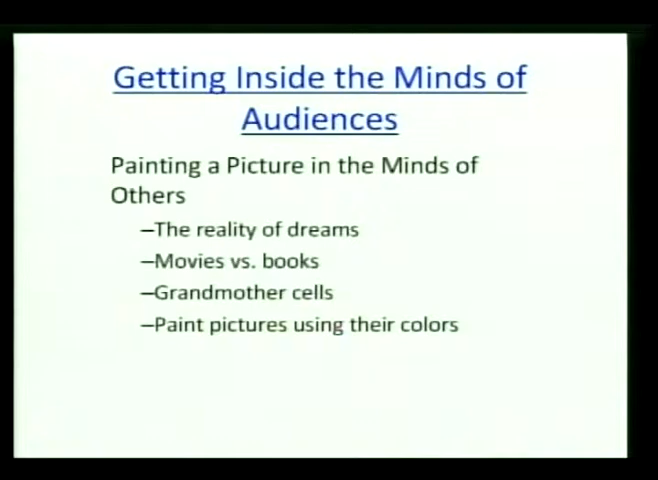 Getting Inside the Minds of
Audiences
Painting a Picture in the Minds of
Others
–The reality of dreams
–Movies vs. books
–Grandmother cells
–Paint pictures using their colors